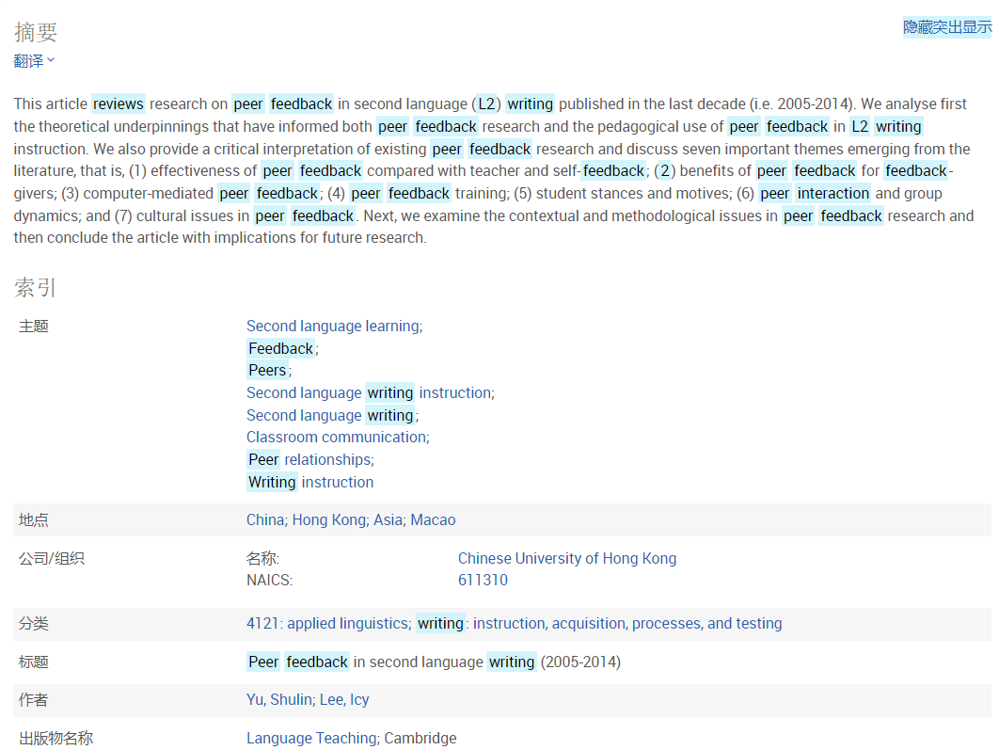 摘要
隐藏突出显示
翻译
This article reviews research on peer feedback in second language (L2) writing published in the last decade (i.e. 2005-2014). We analyse first
the theoretical underpinnings that have informed both peer feedback research and the pedagogical use of peer feedback in L2 writing
instruction. We also provide a critical interpretation of existing peer feedback research and discuss seven important themes emerging from the
literature, that is, (1) effectiveness of peer feedback compared with teacher and self-feedback; (2) benefits of peer feedback for feedback-
givers; (3) computer-mediated peer feedback; (4) peer feedback training; (5) student stances and motives; (6) peer interaction and group
dynamics; and (7) cultural issues in peer feedback. Next, we examine the contextual and methodological issues in peer feedback research and
then conclude the article with implications for future research.
索引
主题 Second language learning;
Feedback;
Peers;
Second language writing instruction;
Second language writing;
Classroom communication;
Peer relationships;
Writing instruction
地点 China; Hong Kong; Asia; Macao
公司/组织 名称: Chinese University of Hong Kong
NAICS: 611310
分类 4121: applied linguistics; writing: instruction, acquisition, processes, and testing
标题 Peer feedback in second language writing (2005-2014)
作者 Yu, Shulin; Lee, Icy
出版物名称 Language Teaching; Cambridge